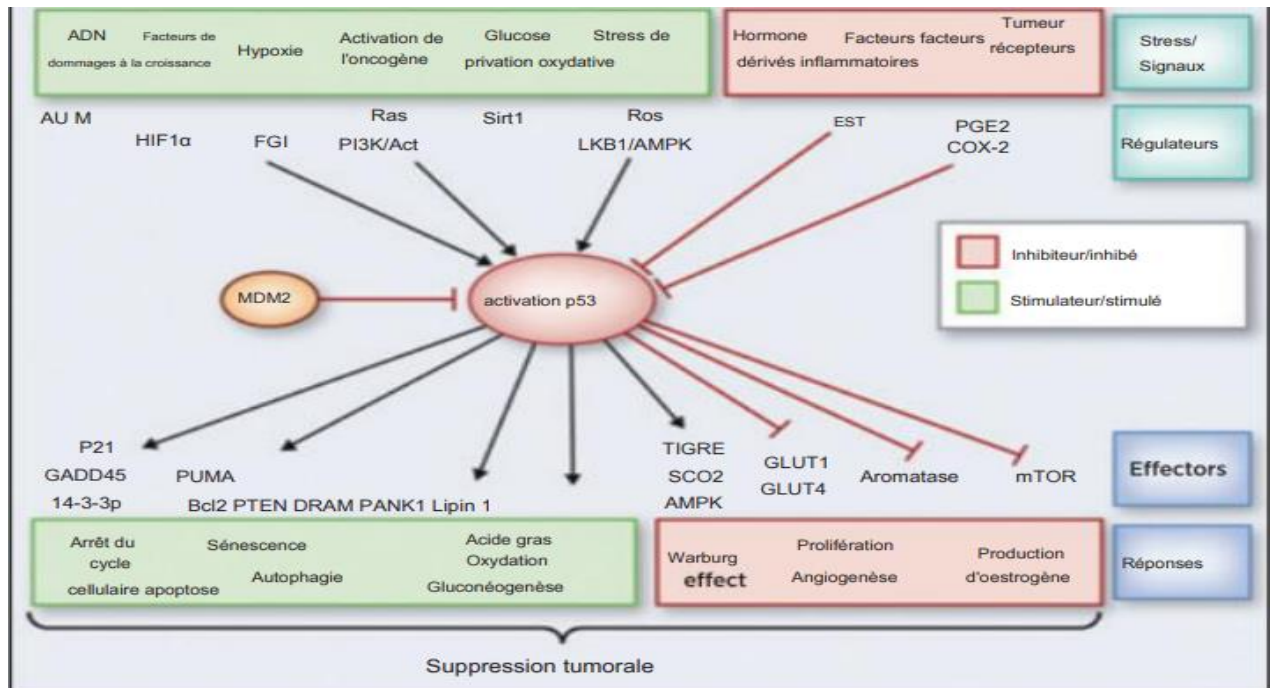 ADN
Facteurs de
dommages à la croissance
Hypoxie
Activation de
l'oncogène
Glucose
Stress de
privation oxydative
Hormone
Facteurs facteurs
dérivés inflammatoires
Tumeur
récepteurs
Stress/
Signaux
AU M
HIF1α
FGI
Ras
PI3K/Act
Sirt1
Ros
LKB1/AMPK
EST
PGE2
COX-2
Régulateurs
Inhibiteur/inhibé
Stimulateur/stimulé
MDM2
activation p53
P21
GADD45
14-3-3p
PUMA
Bcl2 PTEN DRAM PANK1 Lipin 1
TIGRE
SCO2
AMPK
GLUT1
GLUT4
Aromatase
mTOR
Effectors
Arrêt du
cycle
cellulaire apoptose
Sénescence
Autophagie
Acide gras
Oxydation
Gluconéogenèse
Warburg
effect
Prolifération
Angiogenèse
Production
d'oestrogène
Réponses
Suppression tumorale